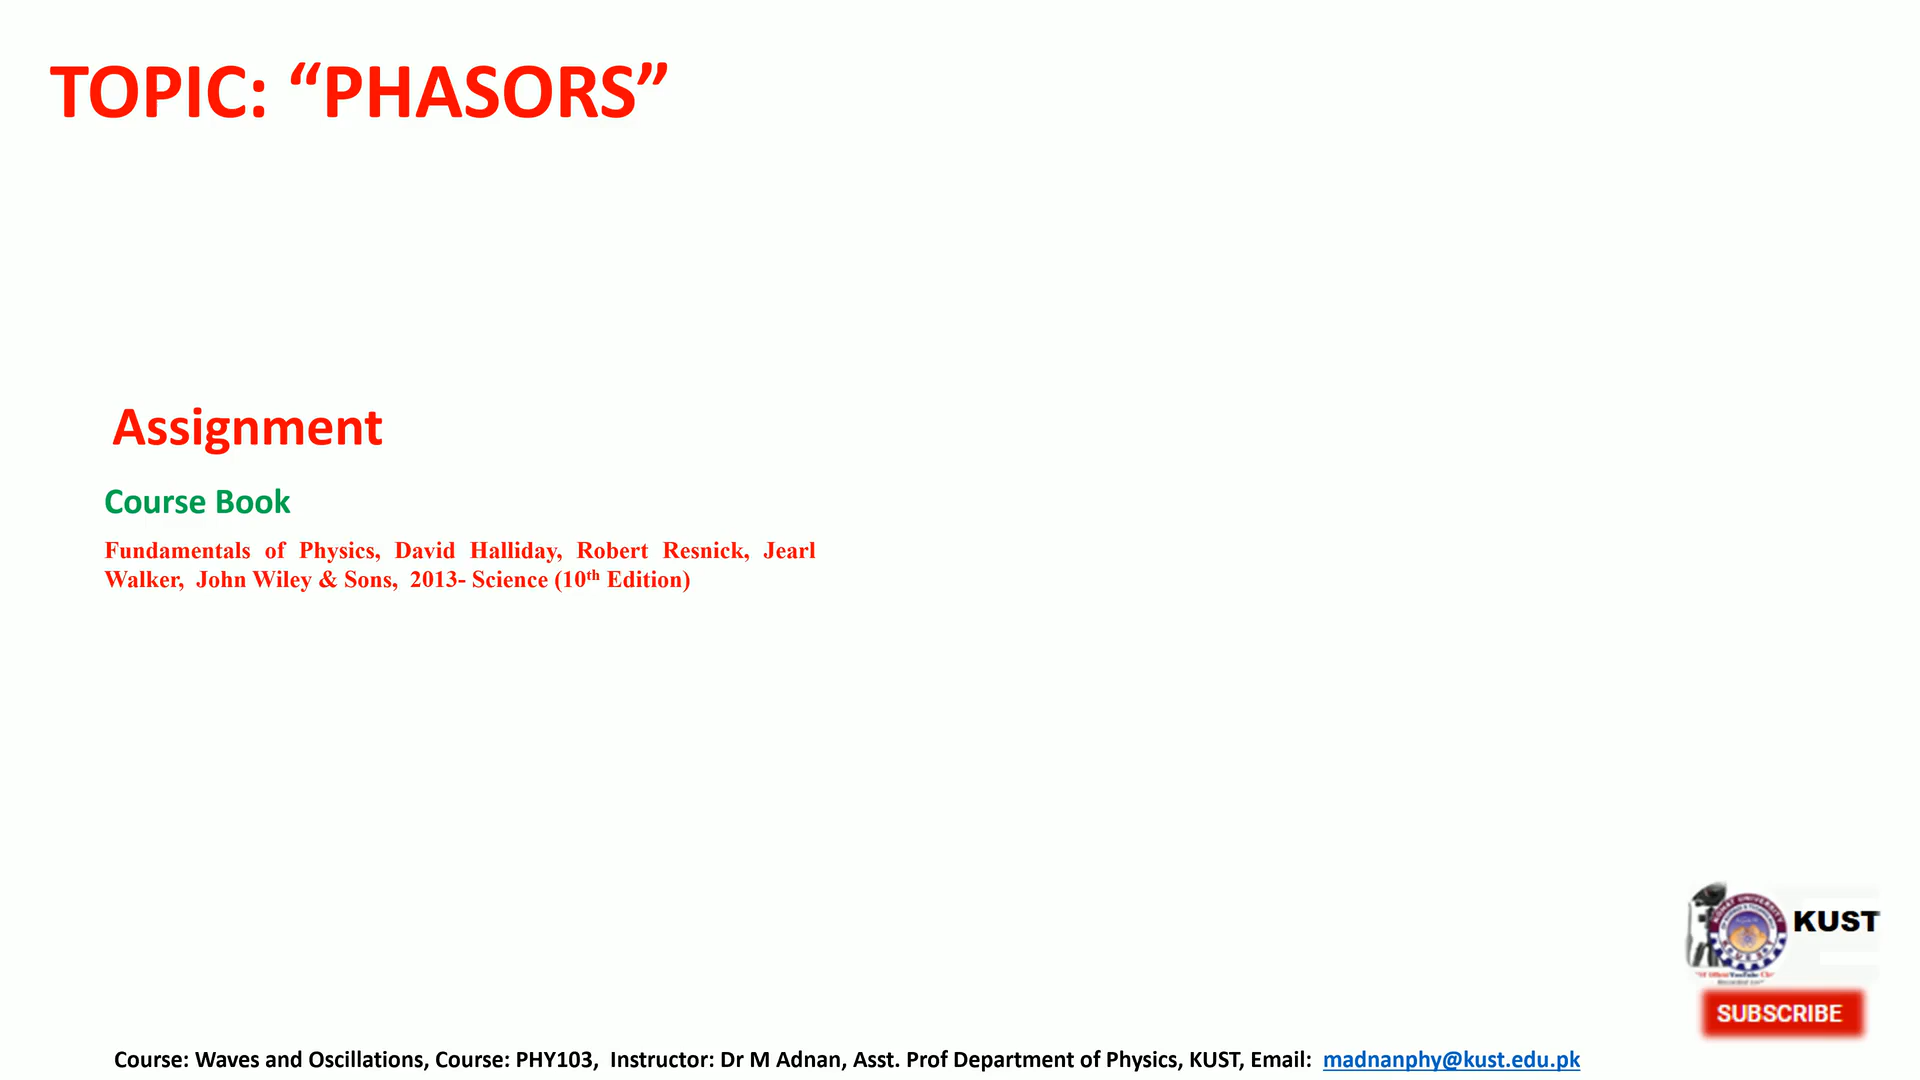 TOPIC: “PHASORS”
Assignment
Course Book
Fundamentals of Physics, David Halliday, Robert Resnick, Jearl
Walker, John Wiley & Sons, 2013- Science (10th Edition)
KUST
SUBSCRIBE
Course: Waves and Oscillations, Course: PHY103, Instructor: Dr M Adnan, Asst. Prof Department of Physics, KUST, Email: madnanphy@kust.edu.pk